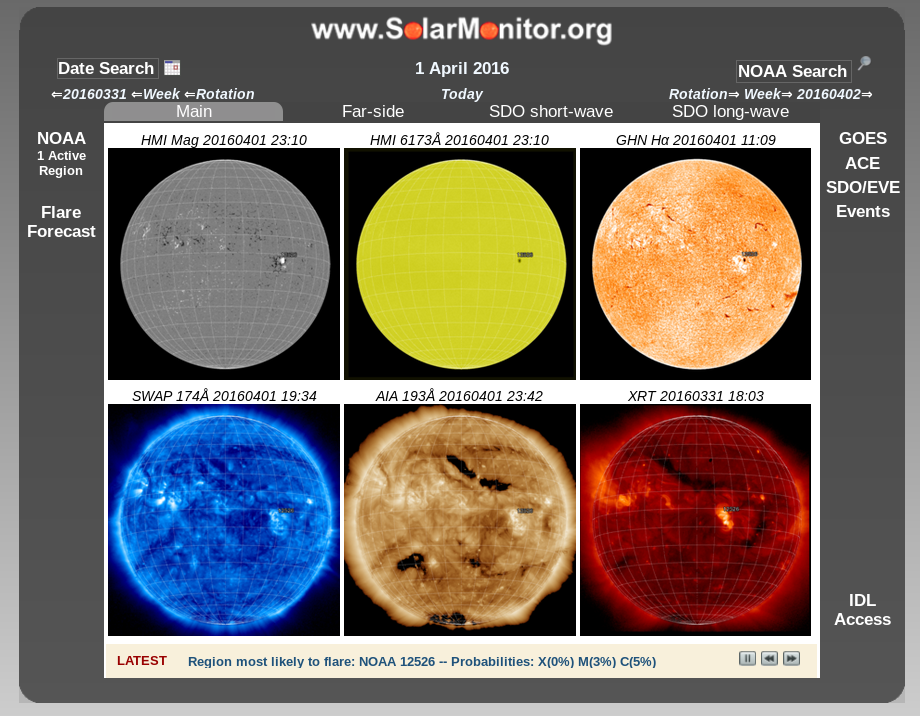 www.SolarMonitor.org
Date Search
1 April 2016
NOAA Search
⇐20160331 ⇐Week ⇐Rotation
Today
Rotation⇒ Week⇒ 20160402⇒
Main
Far-side
SDO short-wave
SDO long-wave
NOAA
1 Active
Region
Flare
Forecast
HMI Mag 20160401 23:10
HMI 6173Å 20160401 23:10
GHN Hα 20160401 11:09
SWAP 174Å 20160401 19:34
AIA 193Å 20160401 23:42
XRT 20160331 18:03
GOES
ACE
SDO/EVE
Events
IDL
Access
LATEST
Region most likely to flare: NOAA 12526 -- Probabilities: X(0%) M(3%) C(5%)